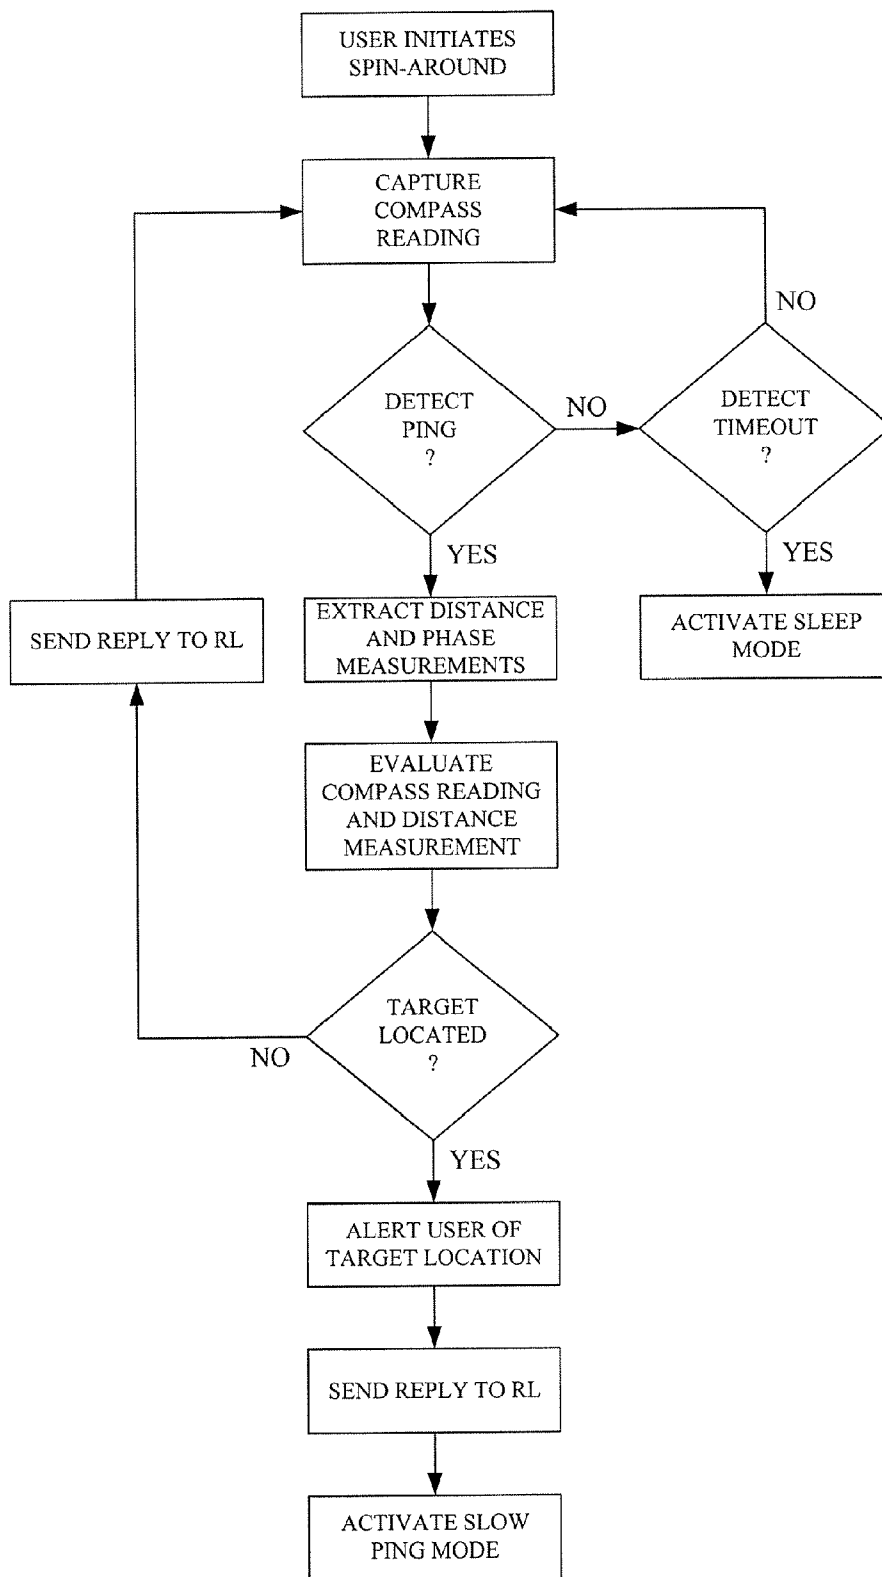 USER INITIATES
SPIN-AROUND
CAPTURE
COMPASS
READING
NO
DETECT
PING
?
NO
DETECT
TIMEOUT
?
YES
YES
SEND REPLY TO RL
EXTRACT DISTANCE
AND PHASE
MEASUREMENTS
ACTIVATE SLEEP
MODE
EVALUATE
COMPASS READING
AND DISTANCE
MEASUREMENT
TARGET
LOCATED
?
NO
YES
ALERT USER OF
TARGET LOCATION
SEND REPLY TO RL
ACTIVATE SLOW
PING MODE